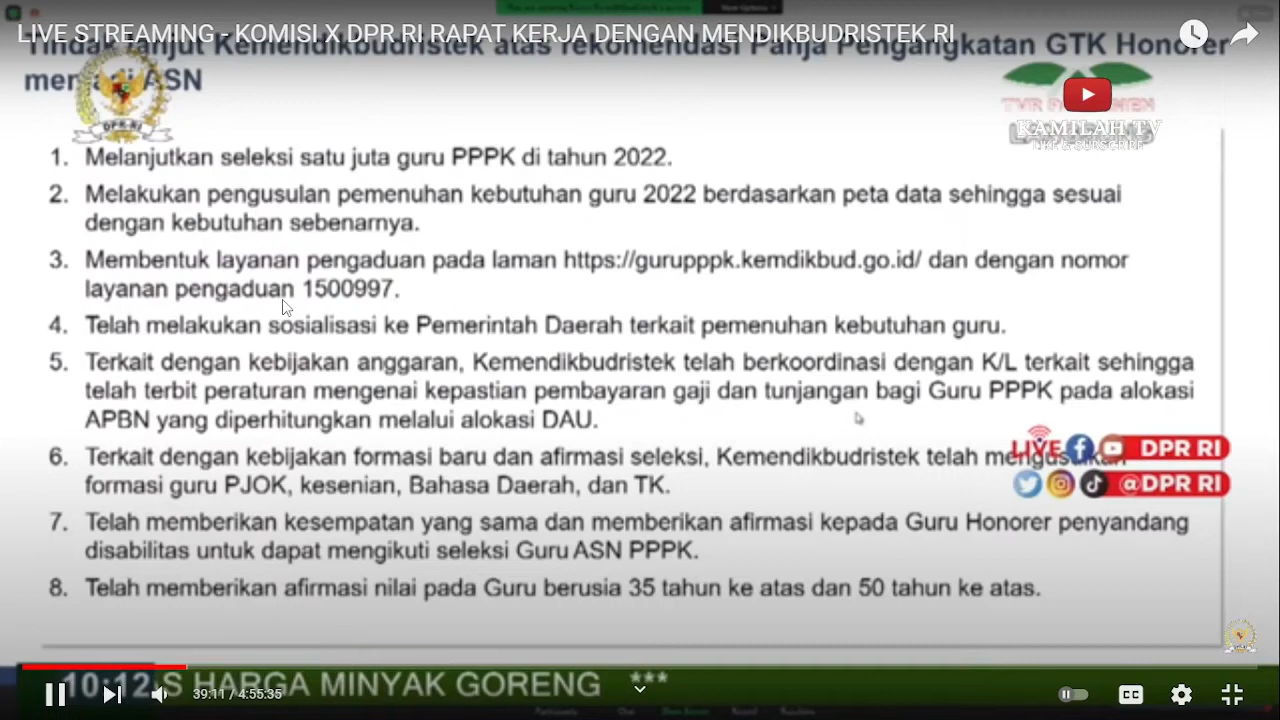 LIVE STREAMING - KOMISI X DPR RI RAPAT KERJA DENGAN MENDIKBUDRISTEK RI
Tindak Lanjut Kemendikbudristek atas rekomendasi Panja Pengangkatan GTK Honorer
menjadi ASN
DPR-RI
KAMILAH TV
1. Melanjutkan seleksi satu juta guru PPPK di tahun 2022.
2. Melakukan pengusulan pemenuhan kebutuhan guru 2022 berdasarkan peta data sehingga sesuai
dengan kebutuhan sebenarnya.
3. Membentuk layanan pengaduan pada laman https://gurupppk.kemdikbud.go.id/ dan dengan nomor
layanan pengaduan 1500997.
4. Telah melakukan sosialisasi ke Pemerintah Daerah terkait pemenuhan kebutuhan guru.
5. Terkait dengan kebijakan anggaran, Kemendikbudristek telah berkoordinasi dengan K/L terkait sehingga
telah terbit peraturan mengenai kepastian pembayaran gaji dan tunjangan bagi Guru PPPK pada alokasi
APBN yang diperhitungkan melalui alokasi DAU.
LIVE DPR RI
6. Terkait dengan kebijakan formasi baru dan afirmasi seleksi, Kemendikbudristek telah mengusulkan
formasi guru PJOK, kesenian, Bahasa Daerah, dan TK.
@DPR RI
7. Telah memberikan kesempatan yang sama dan memberikan afirmasi kepada Guru Honorer penyandang
disabilitas untuk dapat mengikuti seleksi Guru ASN PPPK.
8. Telah memberikan afirmasi nilai pada Guru berusia 35 tahun ke atas dan 50 tahun ke atas.
10:12 S HARGA MINYAK GORENG ***
39:11 / 4:55:35
CC